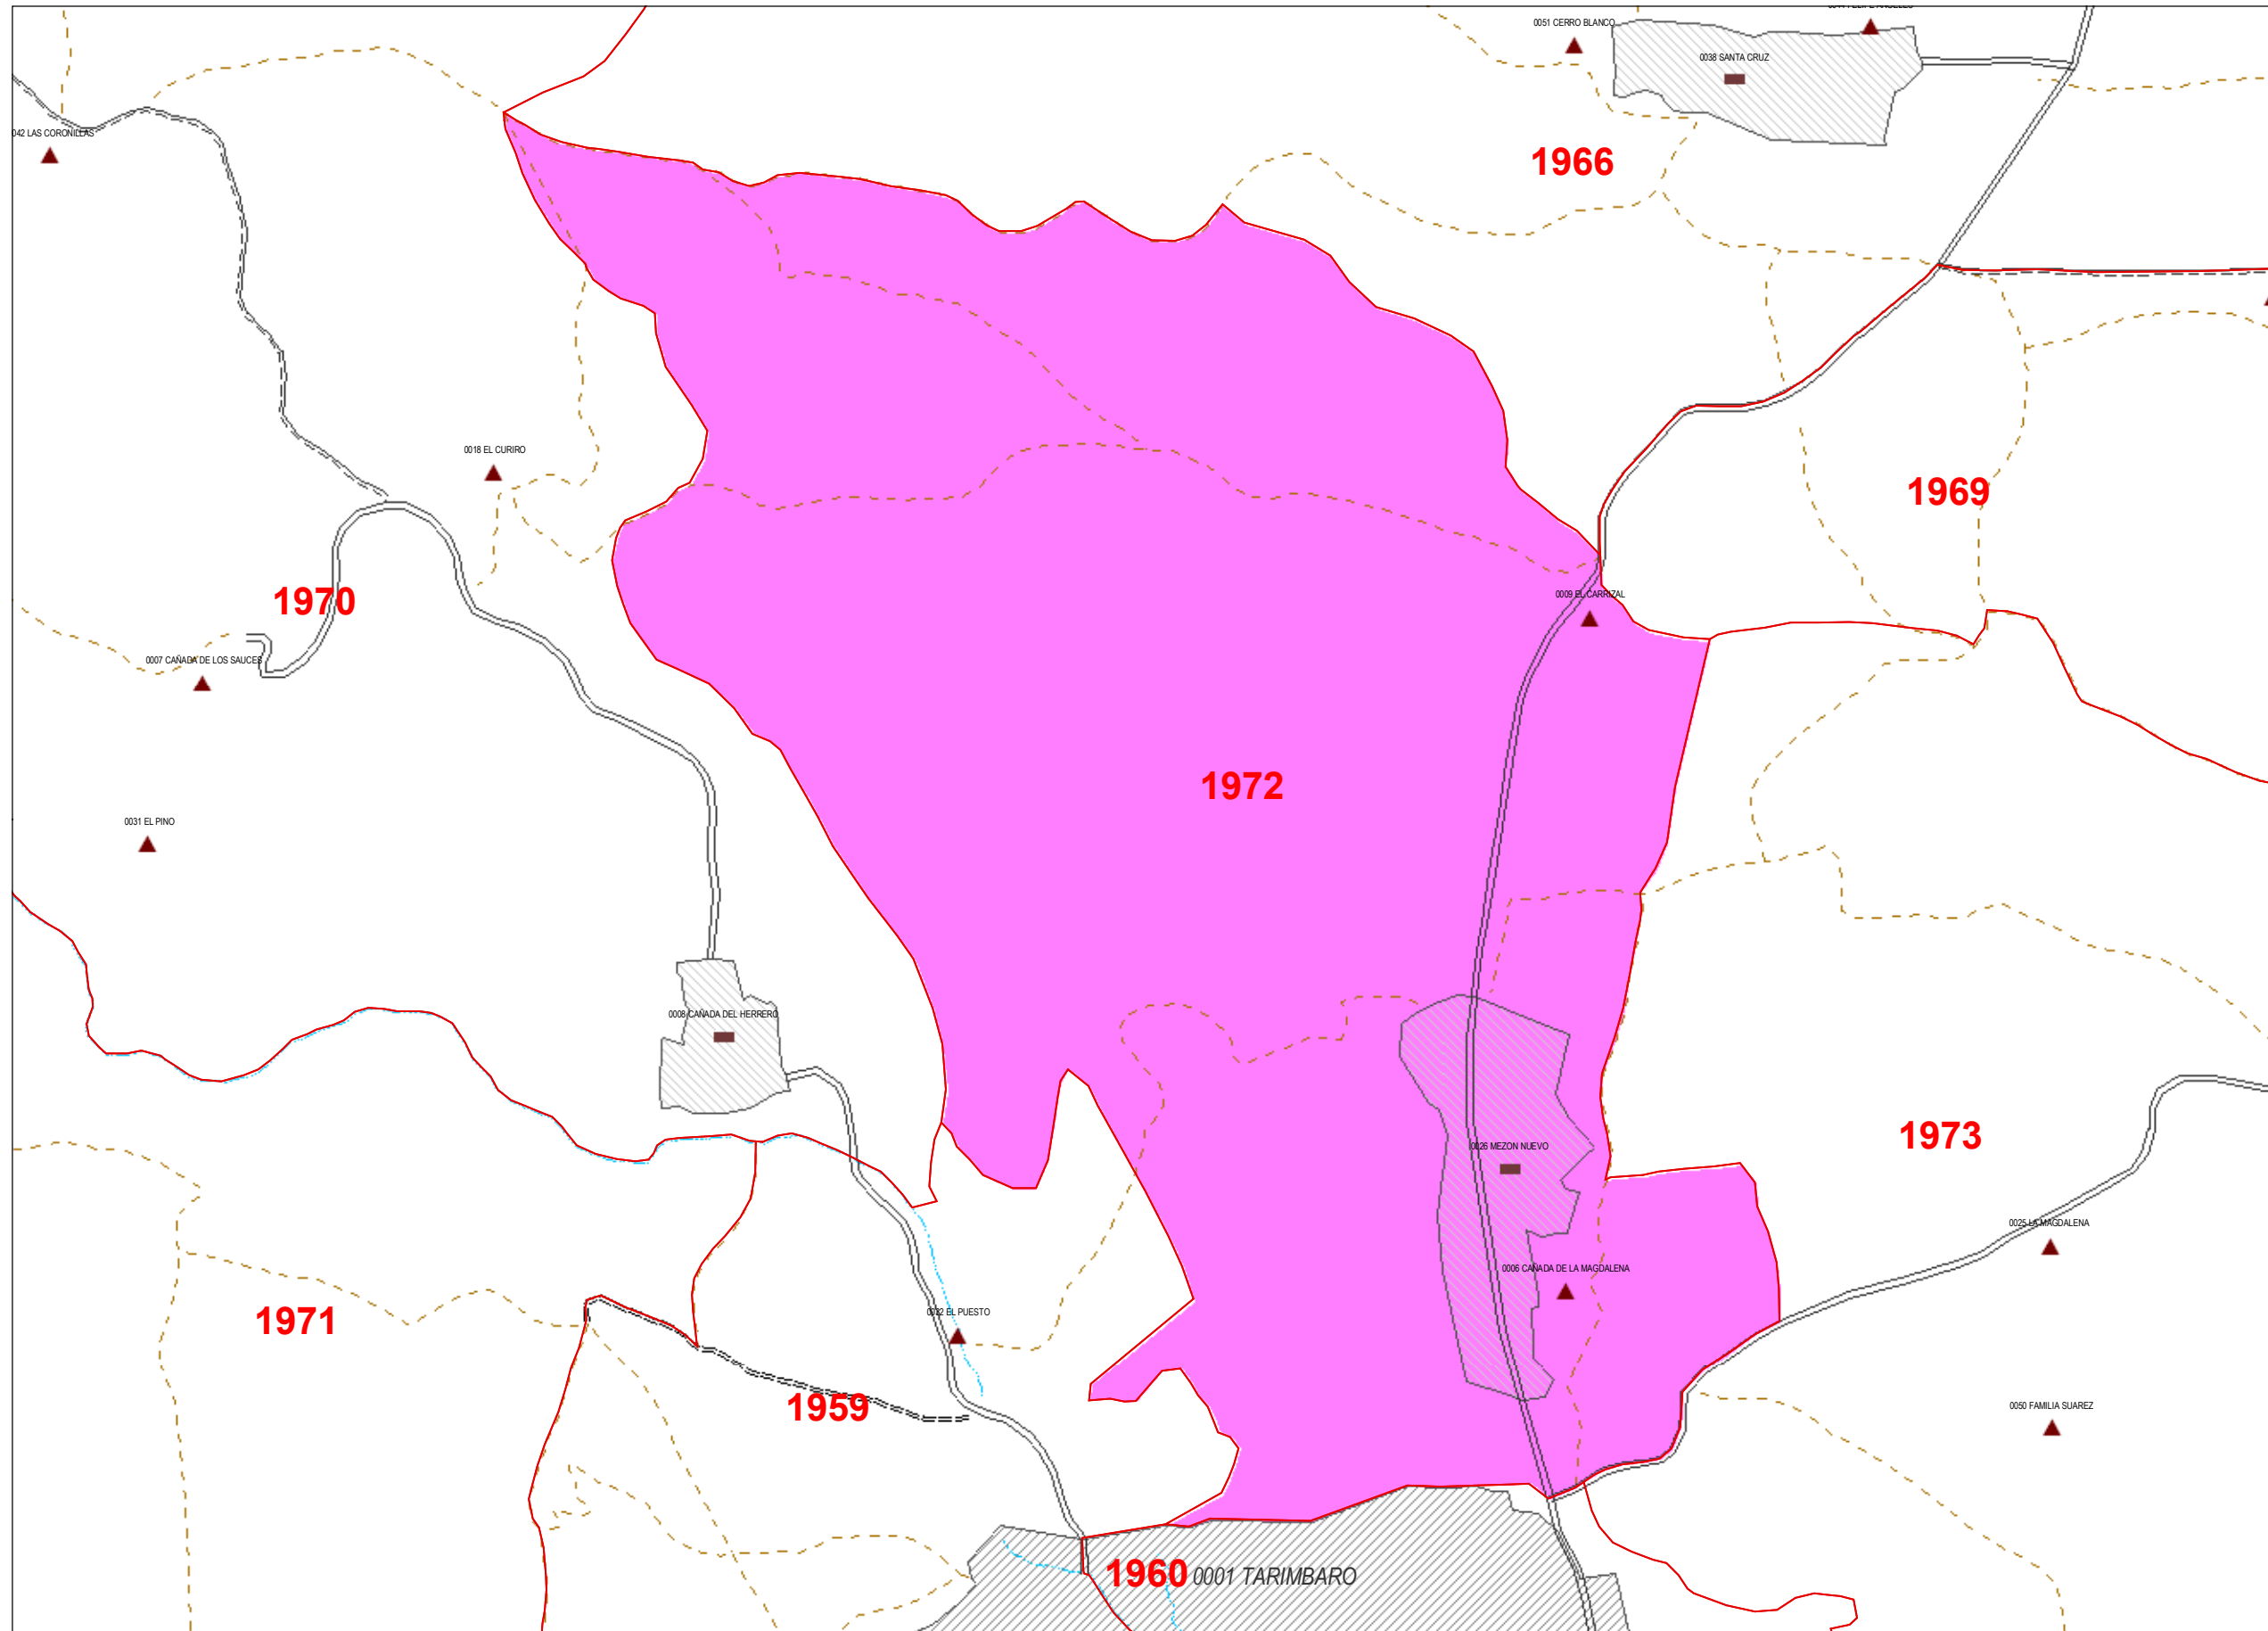 0051 CERRO BLANCO
0038 SANTA CRUZ
042 LAS CORONILLAS
1966
0018 EL CURIRO
1969
1970
0009 EL CARRIZAL
0007 CAÑADA DE LOS SAUCES
1972
0031 EL PINO
0008 CAÑADA DEL HERRERO
1973
0026 MEZON NUEVO
0025 LA MAGDALENA
0006 CAÑADA DE LA MAGDALENA
1971
0022 EL PUESTO
1959
0050 FAMILIA SUAREZ
1960 0001 TARIMBARO